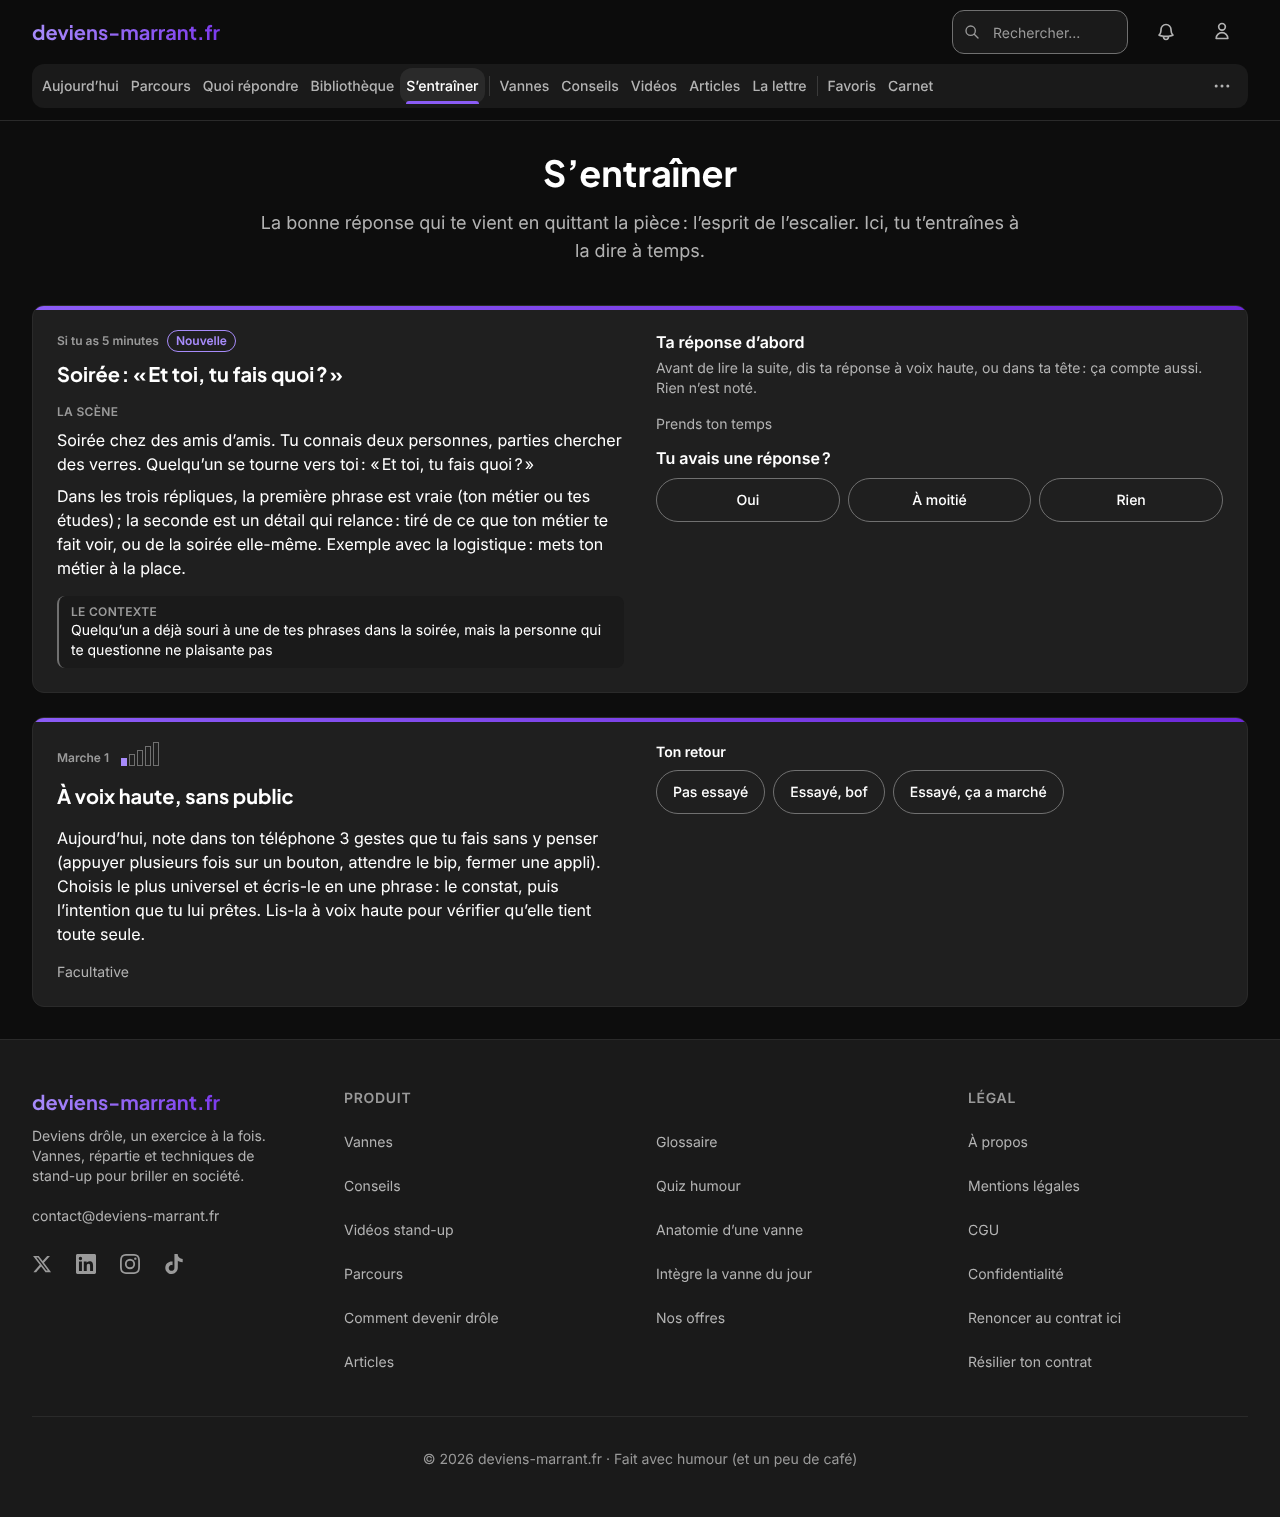 deviens-marrant.fr
Rechercher...
Aujourd’hui Parcours Quoi répondre Bibliothèque S’entraîner Vannes Conseils Vidéos Articles La lettre Favoris Carnet
S’entraîner
La bonne réponse qui te vient en quittant la pièce : l’esprit de l’escalier. Ici, tu t’entraînes à
la dire à temps.
Si tu as 5 minutes Nouvelle
Soirée : « Et toi, tu fais quoi ? »
LA SCÈNE
Soirée chez des amis d’amis. Tu connais deux personnes, parties chercher
des verres. Quelqu’un se tourne vers toi : « Et toi, tu fais quoi ? »
Dans les trois répliques, la première phrase est vraie (ton métier ou tes
études) ; la seconde est un détail qui relance : tiré de ce que ton métier te
fait voir, ou de la soirée elle-même. Exemple avec la logistique : mets ton
métier à la place.
LE CONTEXTE
Quelqu’un a déjà souri à une de tes phrases dans la soirée, mais la personne qui
te questionne ne plaisante pas
Ta réponse d’abord
Avant de lire la suite, dis ta réponse à voix haute, ou dans ta tête : ça compte aussi.
Rien n’est noté.
Prends ton temps
Tu avais une réponse ?
Oui À moitié Rien
Marche 1
À voix haute, sans public
Aujourd’hui, note dans ton téléphone 3 gestes que tu fais sans y penser
(appuyer plusieurs fois sur un bouton, attendre le bip, fermer une appli).
Choisis le plus universel et écris-le en une phrase : le constat, puis
l’intention que tu lui prêtes. Lis-la à voix haute pour vérifier qu’elle tient
toute seule.
Facultative
Ton retour
Pas essayé Essayé, bof Essayé, ça a marché
deviens-marrant.fr
Deviens drôle, un exercice à la fois.
Vannes, répartie et techniques de
stand-up pour briller en société.
contact@deviens-marrant.fr
PRODUIT
Vannes
Conseils
Vidéos stand-up
Parcours
Comment devenir drôle
Articles
Glossaire
Quiz humour
Anatomie d’une vanne
Intègre la vanne du jour
Nos offres
LÉGAL
À propos
Mentions légales
CGU
Confidentialité
Renoncer au contrat ici
Résilier ton contrat
© 2026 deviens-marrant.fr · Fait avec humour (et un peu de café)